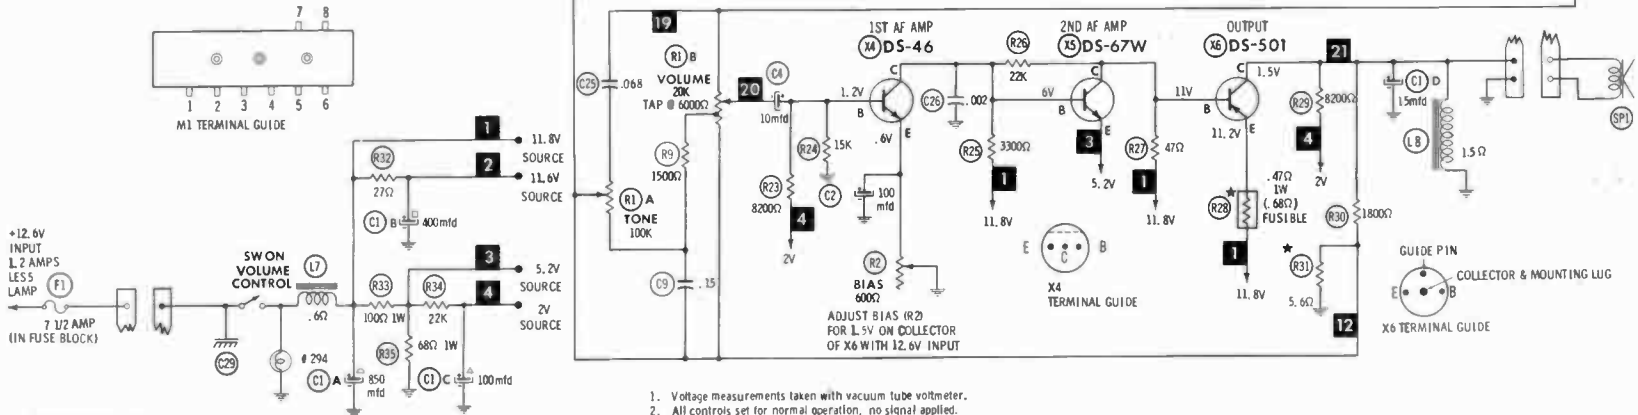 7 8
1 2 3 4 5 6
M1 TERMINAL GUIDE
+12.6V
INPUT
1.2 AMPS
LESS
LAMP
F1
7 1/2 AMP
(IN FUSE BLOCK)
C29
SW ON
VOLUME
CONTROL
# 294
L7
.6Ω
C1 A
850
mfd
R32
27Ω
C1 B
400mfd
R33
100Ω 1W
R34
22K
R35
68Ω 1W
C1 C
100mfd
1
11.8V
SOURCE
2
11.6V
SOURCE
3
5.2V
SOURCE
4
2V
SOURCE
19
C25
.068
R1 B
VOLUME
20K
TAP @ 6000Ω
R9
1500Ω
R1 A
TONE
100K
C9
.15
20
C4
10mfd
R23
8200Ω
4
2V
R24
15K
C2
100
mfd
1ST AF AMP
X4 DS-46
1.2V
B
C
E
.6V
R2
BIAS
600Ω
ADJUST BIAS (R2)
FOR 1.5V ON COLLECTOR
OF X6 WITH 12.6V INPUT
C26
.002
R26
22K
R25
3300Ω
1
11.8V
2ND AF AMP
X5 DS-67W
6V
B
C
E
3
5.2V
E C B
X4
TERMINAL GUIDE
R27
47Ω
1
11.8V
OUTPUT
X6 DS-501
C
1.5V
11V
B
E
11.2V
★
R28
.47Ω
1W
(.68Ω)
FUSIBLE
1
11.8V
21
R29
8200Ω
4
2V
R30
1800Ω
★
R31
5.6Ω
12
C1 D
15mfd
L8
1.5Ω
SP1
GUIDE PIN
COLLECTOR & MOUNTING LUG
E B
X6 TERMINAL GUIDE
1. Voltage measurements taken with vacuum tube voltmeter.
2. All controls set for normal operation, no signal applied.